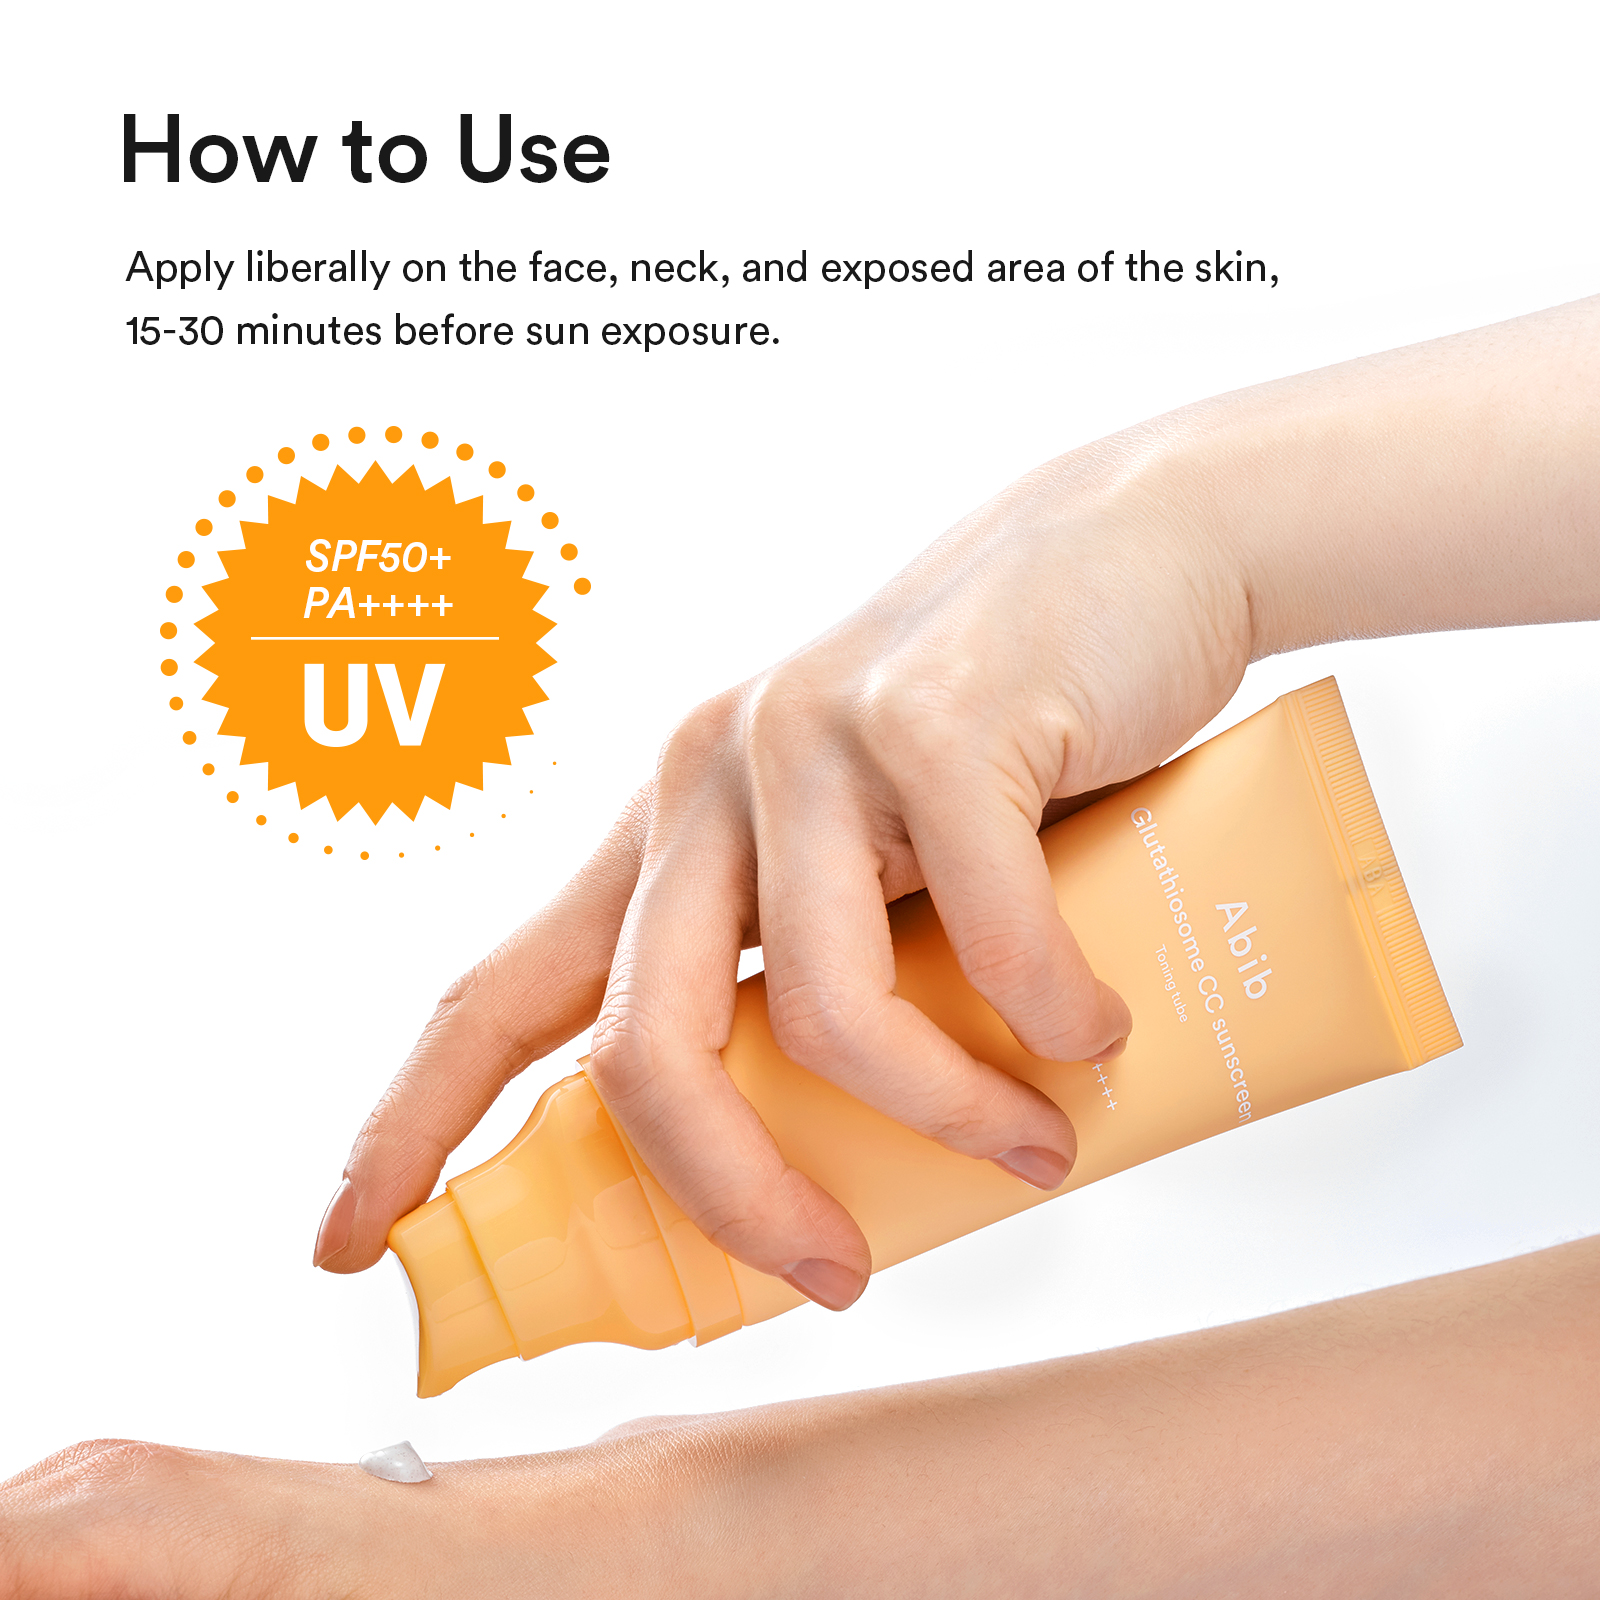 How to Use
Apply liberally on the face, neck, and exposed area of the skin,
15-30 minutes before sun exposure.
SPF50+
PA++++
UV
Abib
Glutathiosome CC sunscreen
Toning tube
++++